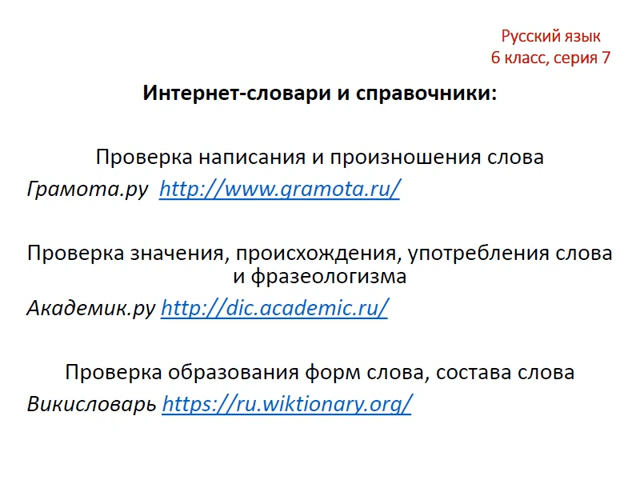 Русский язык
6 класс, серия 7
Интернет-словари и справочники:
Проверка написания и произношения слова
Грамота.ру http://www.gramota.ru/
Проверка значения, происхождения, употребления слова
и фразеологизма
Академик.ру http://dic.academic.ru/
Проверка образования форм слова, состава слова
Викисловарь https://ru.wiktionary.org/